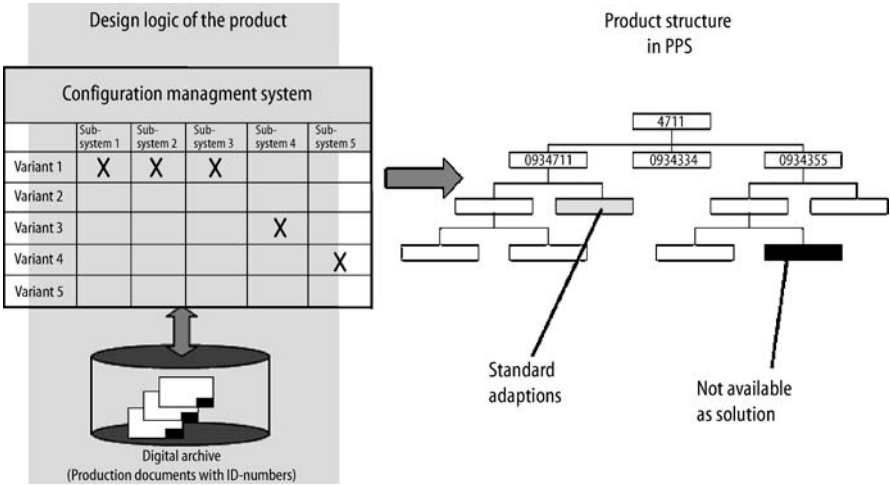 Design logic of the product
Product structure
in PPS
Configuration managment system
Sub-
system 1
Sub-
system 2
Sub-
system 3
Sub-
system 4
Sub-
system 5
Variant 1 X X X
Variant 2
Variant 3 X
Variant 4 X
Variant 5
4711
0934711
0934334
0934355
Standard
adaptions
Not available
as solution
Digital archive
(Production documents with ID-numbers)